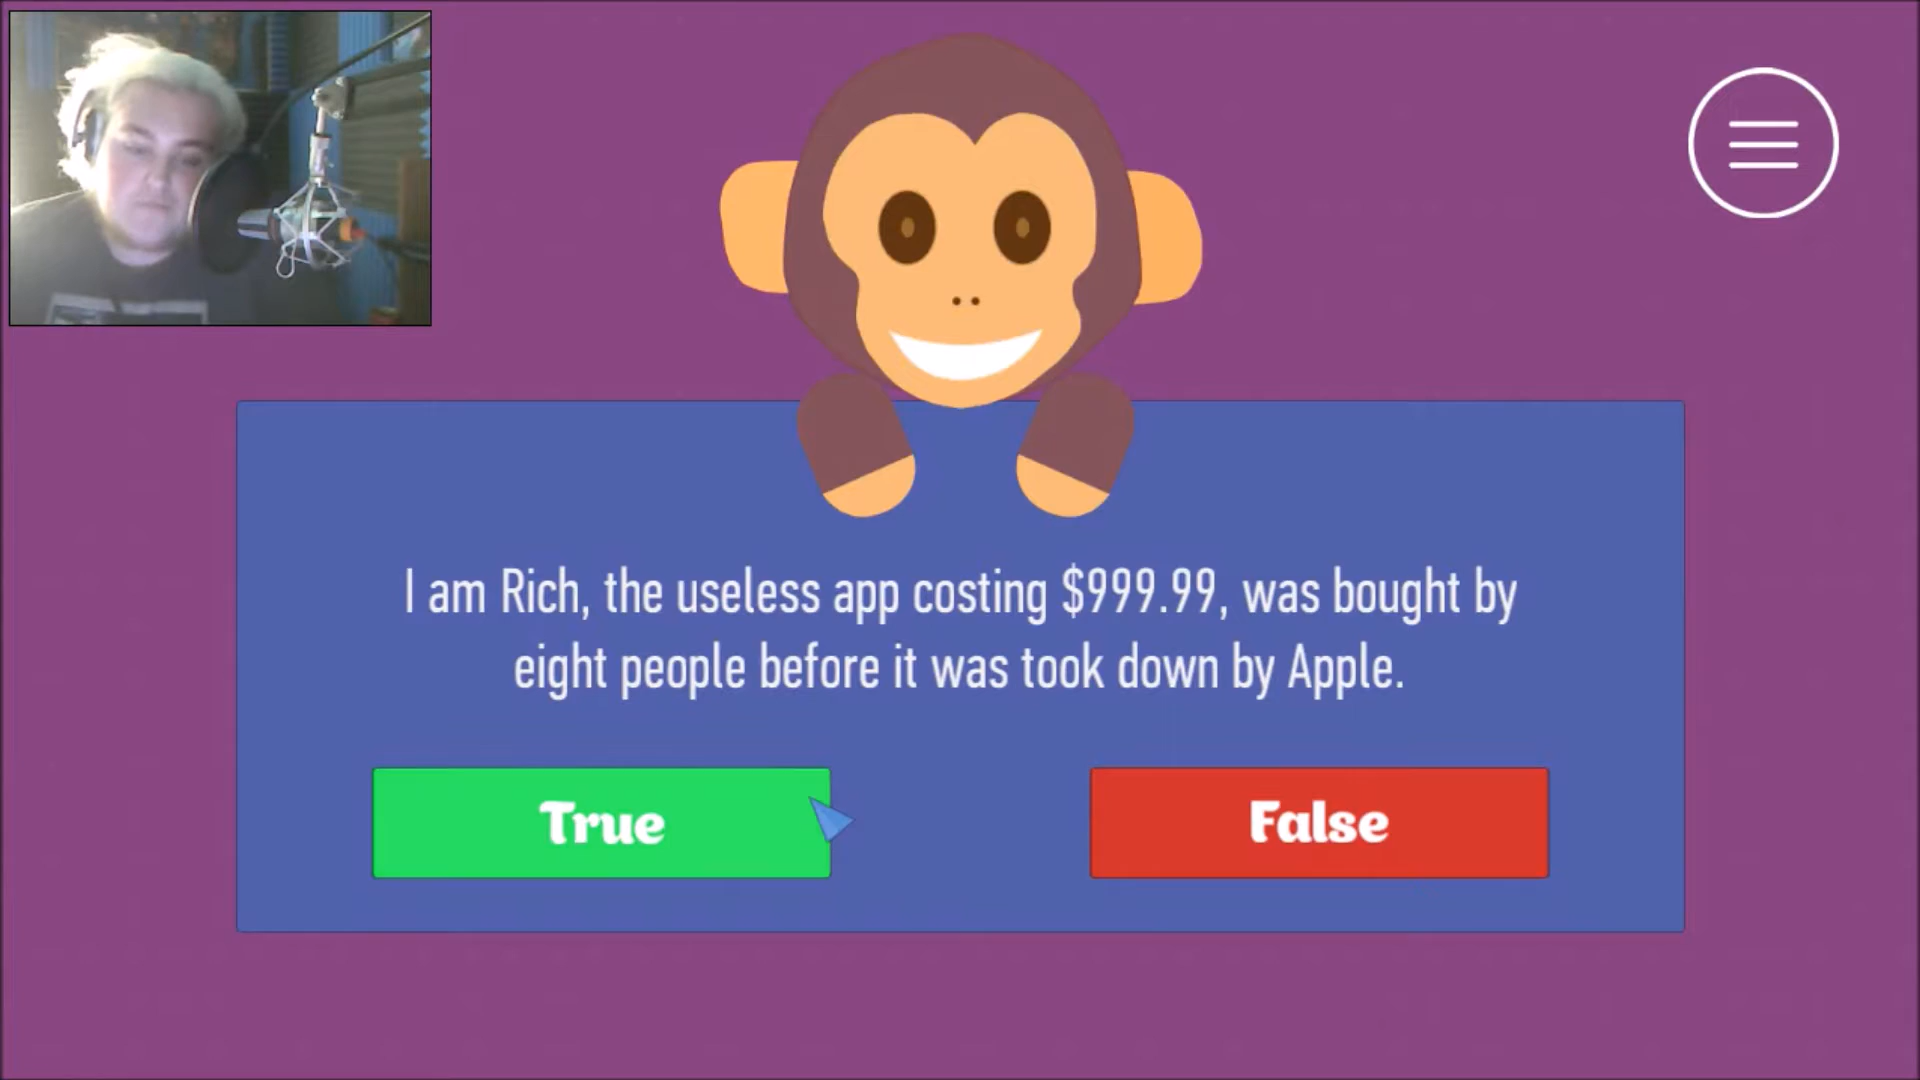 I am Rich, the useless app costing $999.99, was bought by
eight people before it was took down by Apple.
True
False